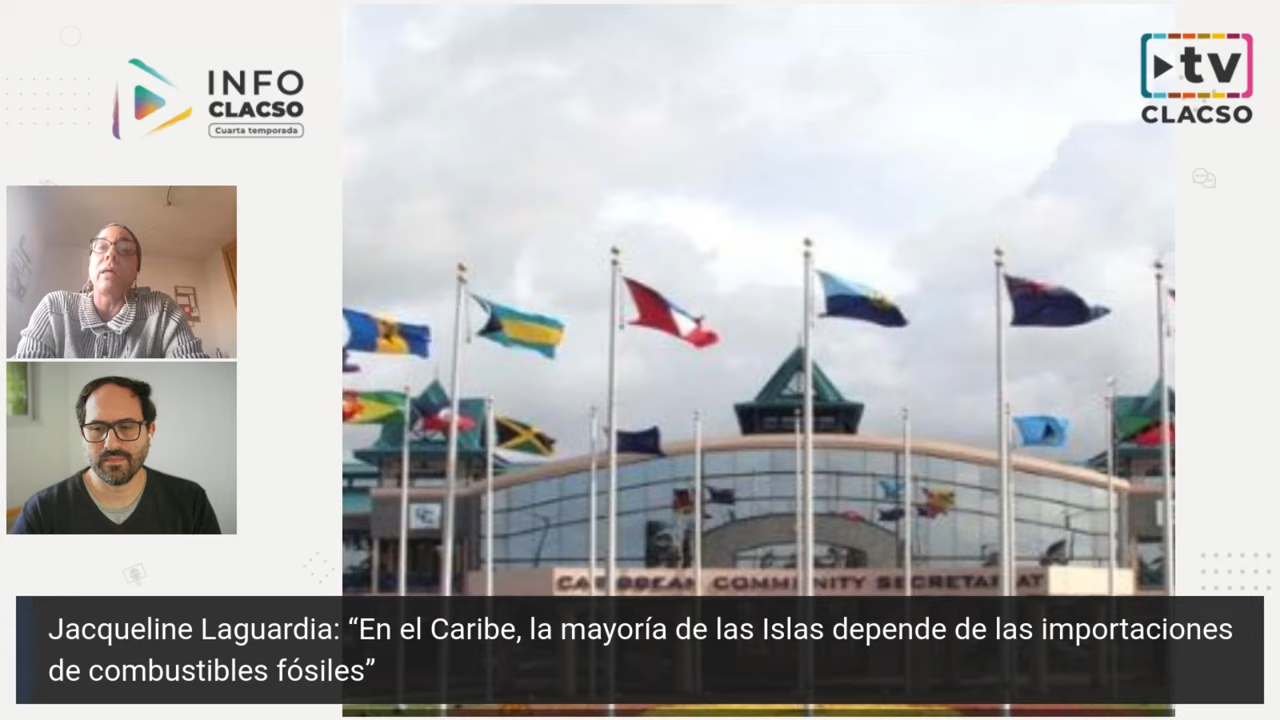 INFO
CLACSO
Cuarta temporada
tv
CLACSO
CARIBBEAN COMMUNITY SECRETARIAT
Jacqueline Laguardia: “En el Caribe, la mayoría de las Islas depende de las importaciones
de combustibles fósiles”